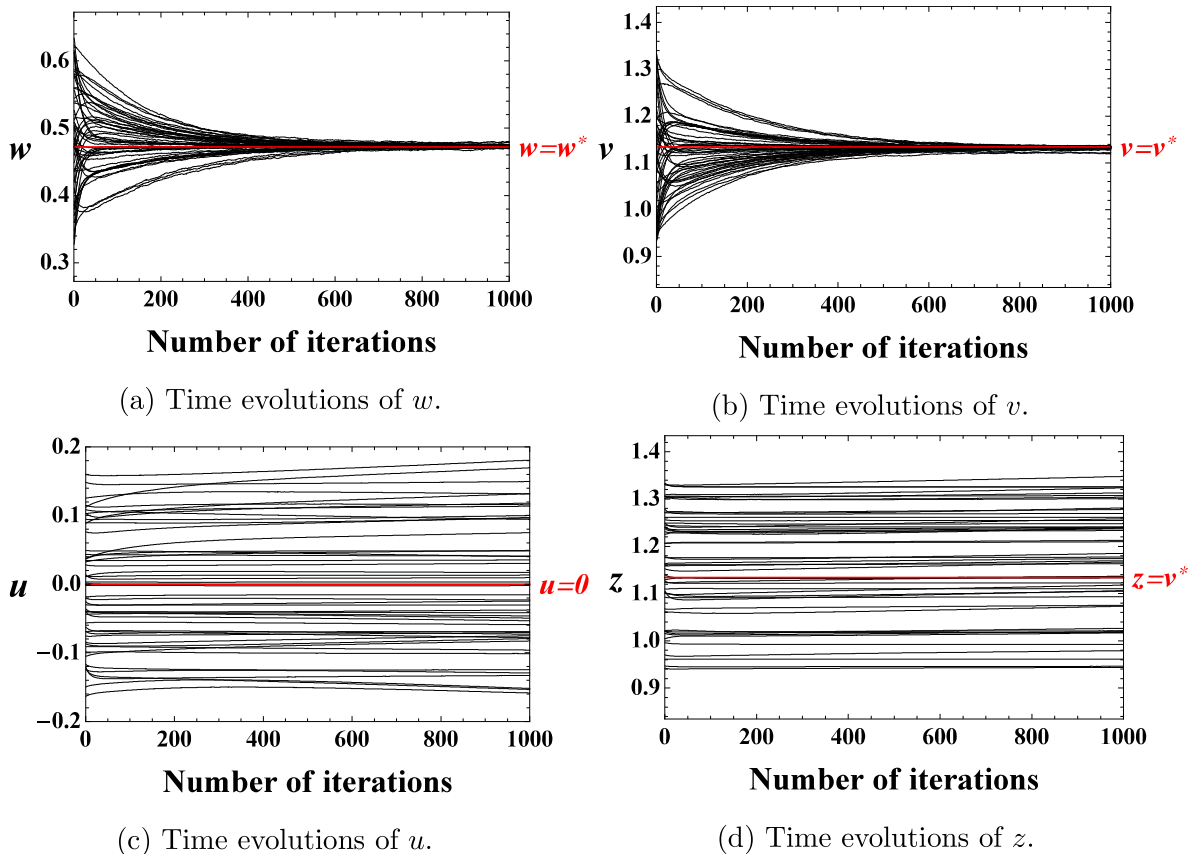 0.6
0.5
w
w=w*
0.4
0.3
0 200 400 600 800 1000
Number of iterations
(a) Time evolutions of w.
1.4
1.3
1.2
v
v=v*
1.1
1.0
0.9
0 200 400 600 800 1000
Number of iterations
(b) Time evolutions of v.
0.2
0.1
u
0.0
u=0
−0.1
−0.2
0 200 400 600 800 1000
Number of iterations
(c) Time evolutions of u.
1.4
1.3
1.2
z
z=v*
1.1
1.0
0.9
0 200 400 600 800 1000
Number of iterations
(d) Time evolutions of z.